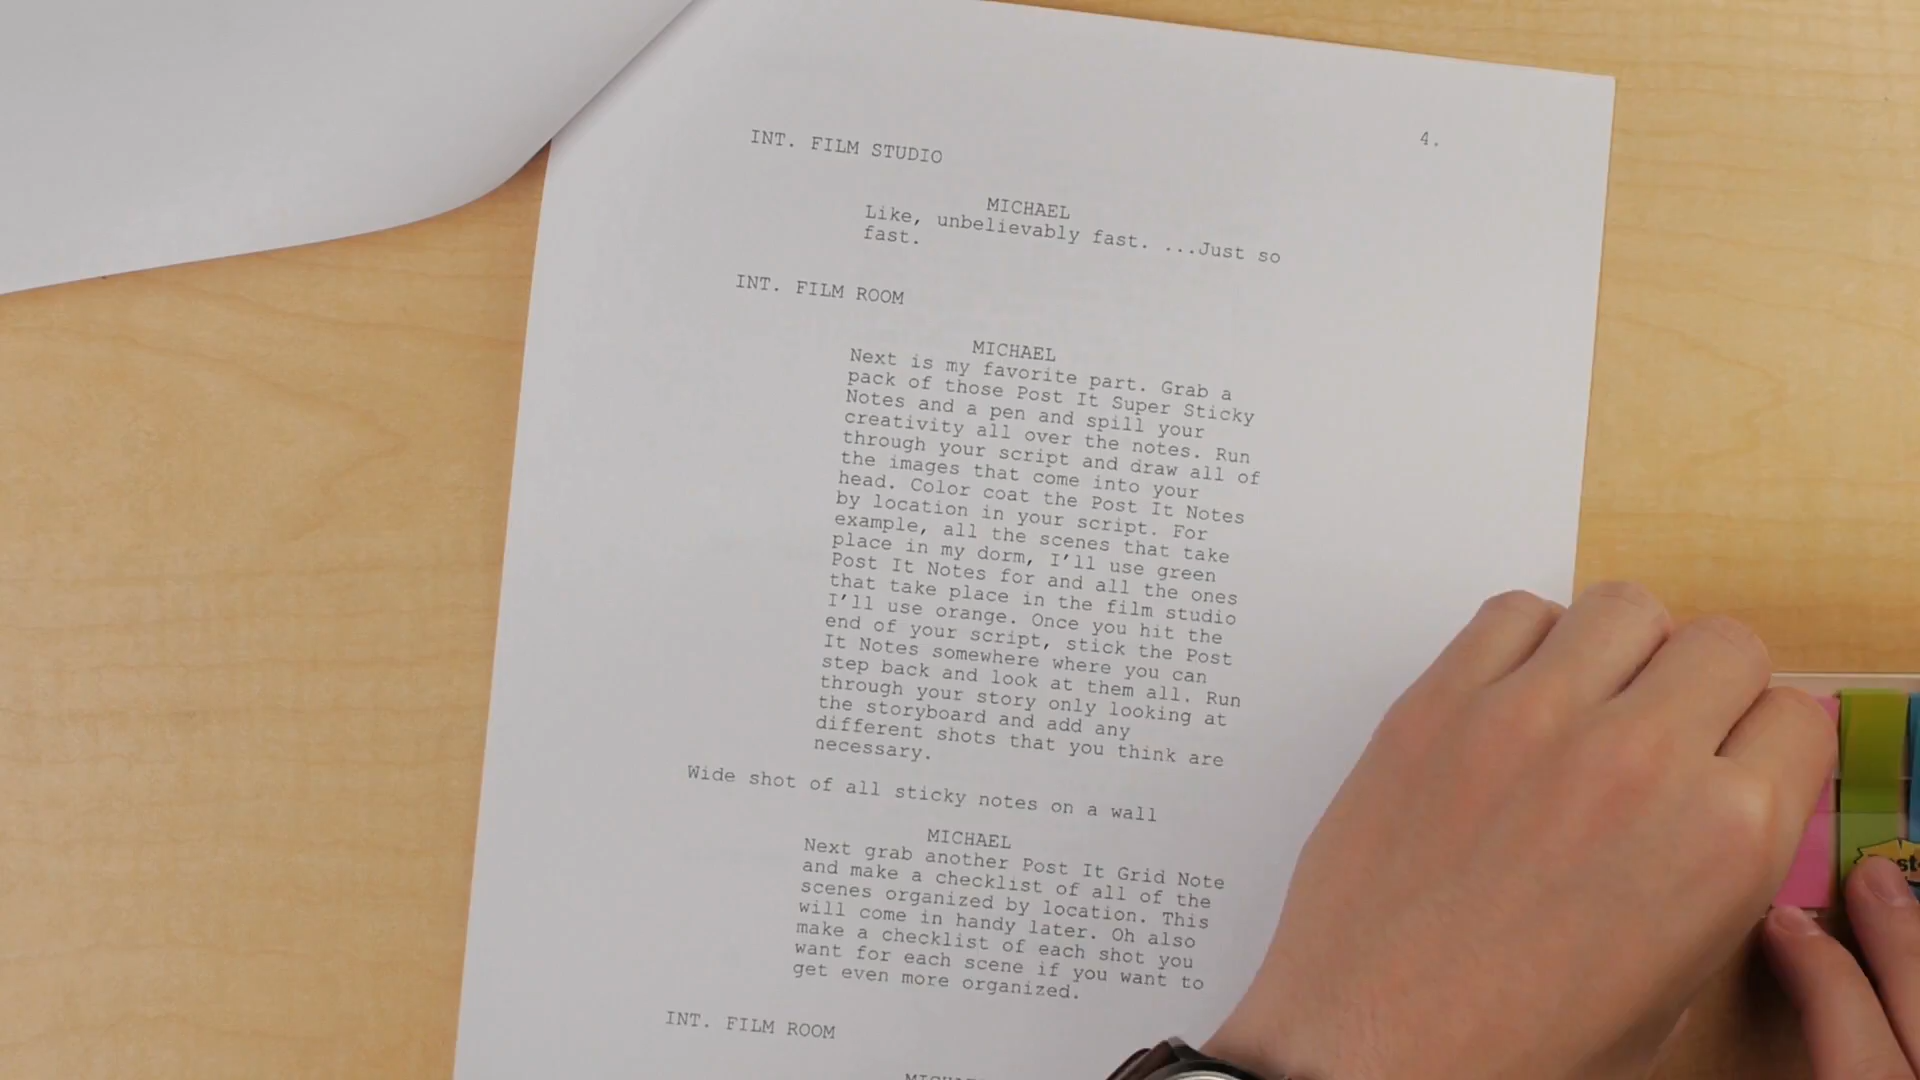 4.
INT. FILM STUDIO
MICHAEL
Like, unbelievably fast. ...Just so
fast.
INT. FILM ROOM
MICHAEL
Next is my favorite part. Grab a
pack of those Post It Super Sticky
Notes and a pen and spill your
creativity all over the notes. Run
through your script and draw all of
the images that come into your
head. Color coat the Post It Notes
by location in your script. For
example, all the scenes that take
place in my dorm, I'll use green
Post It Notes for and all the ones
that take place in the film studio
I'll use orange. Once you hit the
end of your script, stick the Post
It Notes somewhere where you can
step back and look at them all. Run
through your story only looking at
the storyboard and add any
different shots that you think are
necessary.
Wide shot of all sticky notes on a wall
MICHAEL
Next grab another Post It Grid Note
and make a checklist of all of the
scenes organized by location. This
will come in handy later. Oh also
make a checklist of each shot you
want for each scene if you want to
get even more organized.
INT. FILM ROOM